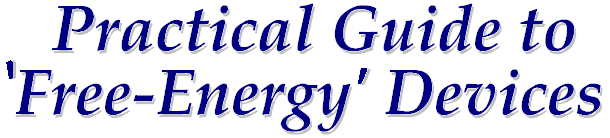 Practical Guide to
‘Free-Energy’ Devices